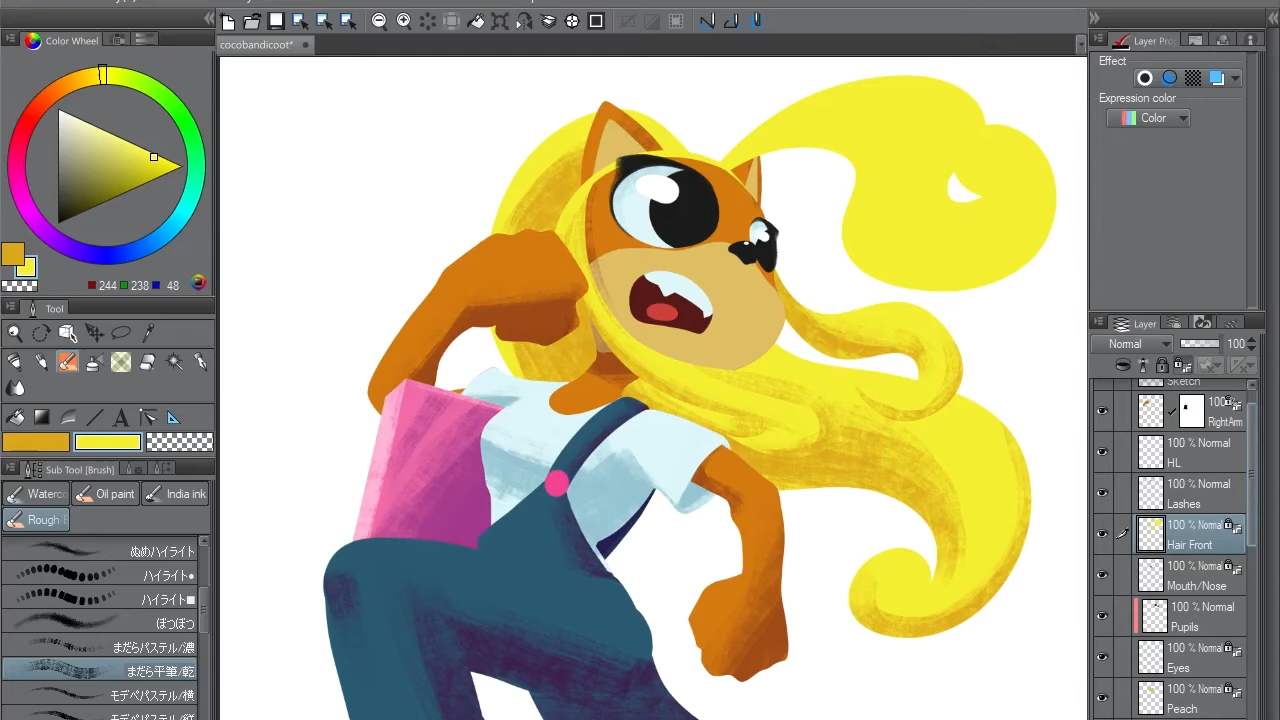 cocobandicoot*
Color Wheel
244 238 48
Tool
Sub Tool [Brush]
Oil paint
India ink
Rough
ぬめハイライト
ハイライト●
ハイライト■
ぼつぼつ
まだらパステル/濃
まだら平筆/乾
モデペパステル/横
Layer
Effect
Expression color
Color
Layer
Normal 100
Sketch
100%
RightArm
100 % Normal
HL
100 % Normal
Lashes
100 % Norma
Hair Front
100 % Norma
Mouth/Nose
100 % Normal
Pupils
100 % Norma
Eyes
100 % Norma
Peach